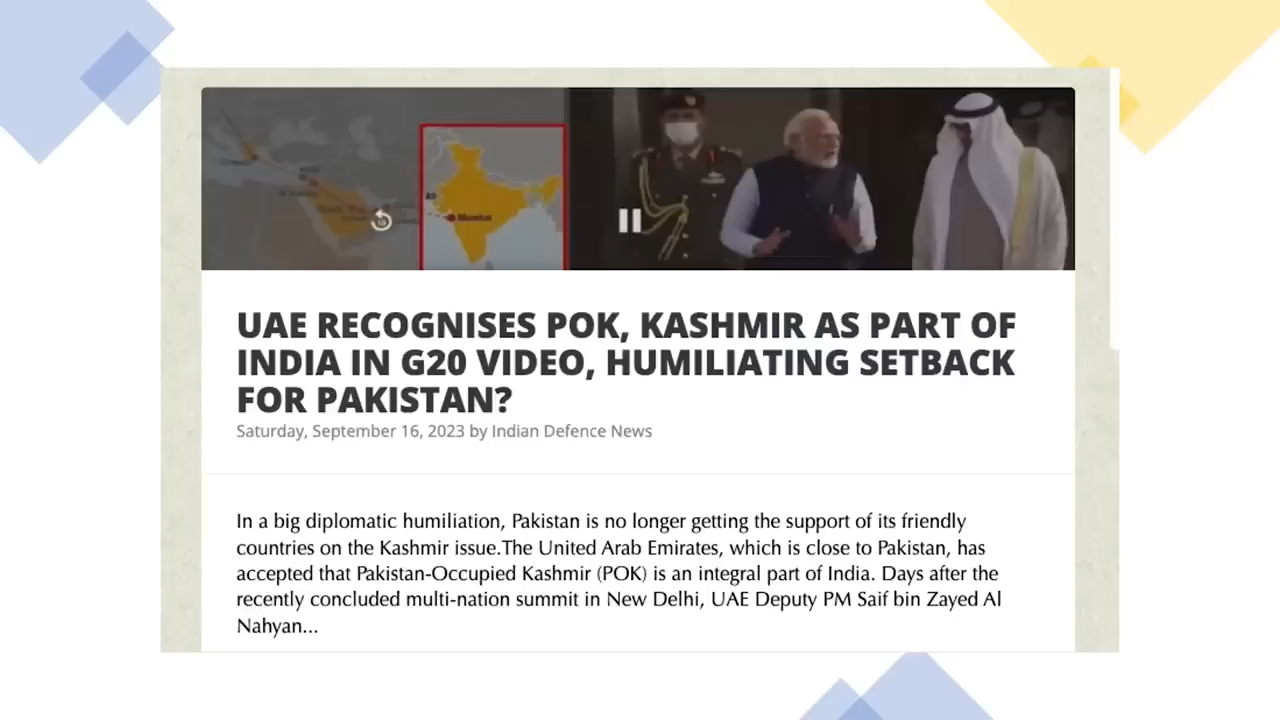 Mumbai
UAE RECOGNISES POK, KASHMIR AS PART OF
INDIA IN G20 VIDEO, HUMILIATING SETBACK
FOR PAKISTAN?
Saturday, September 16, 2023 by Indian Defence News
In a big diplomatic humiliation, Pakistan is no longer getting the support of its friendly
countries on the Kashmir issue.The United Arab Emirates, which is close to Pakistan, has
accepted that Pakistan-Occupied Kashmir (POK) is an integral part of India. Days after the
recently concluded multi-nation summit in New Delhi, UAE Deputy PM Saif bin Zayed Al
Nahyan...